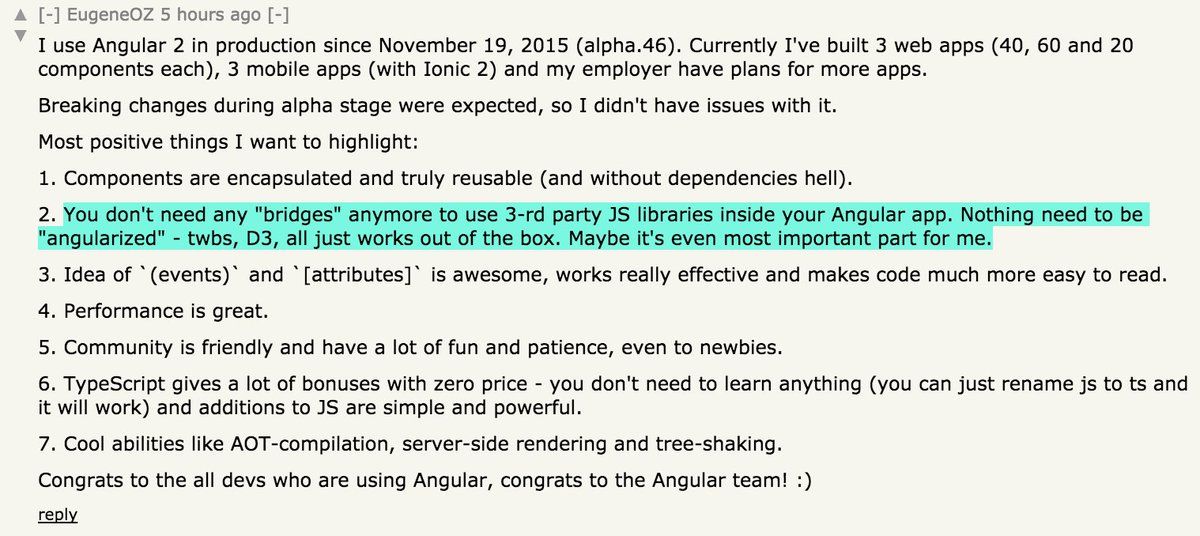 [-] EugeneOZ 5 hours ago [-]
I use Angular 2 in production since November 19, 2015 (alpha.46). Currently I've built 3 web apps (40, 60 and 20
components each), 3 mobile apps (with Ionic 2) and my employer have plans for more apps.
Breaking changes during alpha stage were expected, so I didn't have issues with it.
Most positive things I want to highlight:
1. Components are encapsulated and truly reusable (and without dependencies hell).
2. You don't need any "bridges" anymore to use 3-rd party JS libraries inside your Angular app. Nothing need to be
"angularized" - twbs, D3, all just works out of the box. Maybe it's even most important part for me.
3. Idea of `(events)` and `[attributes]` is awesome, works really effective and makes code much more easy to read.
4. Performance is great.
5. Community is friendly and have a lot of fun and patience, even to newbies.
6. TypeScript gives a lot of bonuses with zero price - you don't need to learn anything (you can just rename js to ts and
it will work) and additions to JS are simple and powerful.
7. Cool abilities like AOT-compilation, server-side rendering and tree-shaking.
Congrats to the all devs who are using Angular, congrats to the Angular team! :)
reply